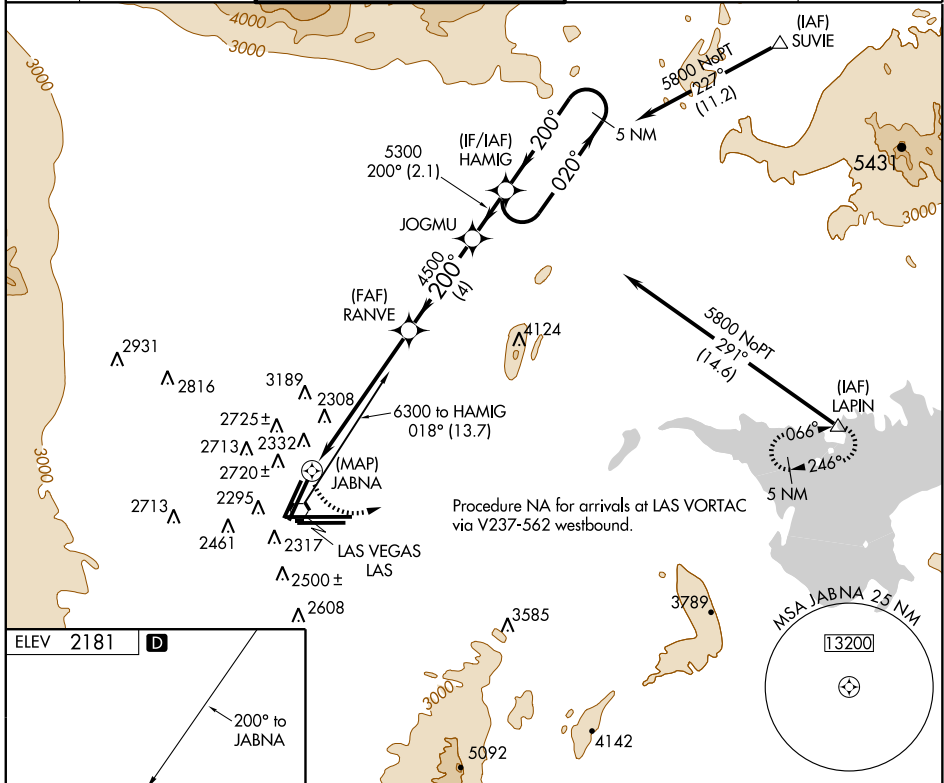 4000
3000
3000
(IAF)
SUVIE
5800 NoPT
227°
(11.2)
5 NM
200°
020°
(IF/IAF)
HAMIG
5300
200° (2.1)
5431
3000
JOGMU
4500
200°
(4)
(FAF)
RANVE
4124
5800 NoPT
291°
(14.6)
(IAF)
LAPIN
066°
246°
5 NM
2931
2816
3189
2308
2725±
2713
2332
2720±
6300 to HAMIG
018° (13.7)
(MAP)
JABNA
3000
2713
2295
2461
2317
LAS VEGAS
LAS
2500±
2608
Procedure NA for arrivals at LAS VORTAC
via V237-562 westbound.
3585
3789
3000
5092
4142
MSA JABNA 25 NM
13200
ELEV 2181 D
200° to
JABNA